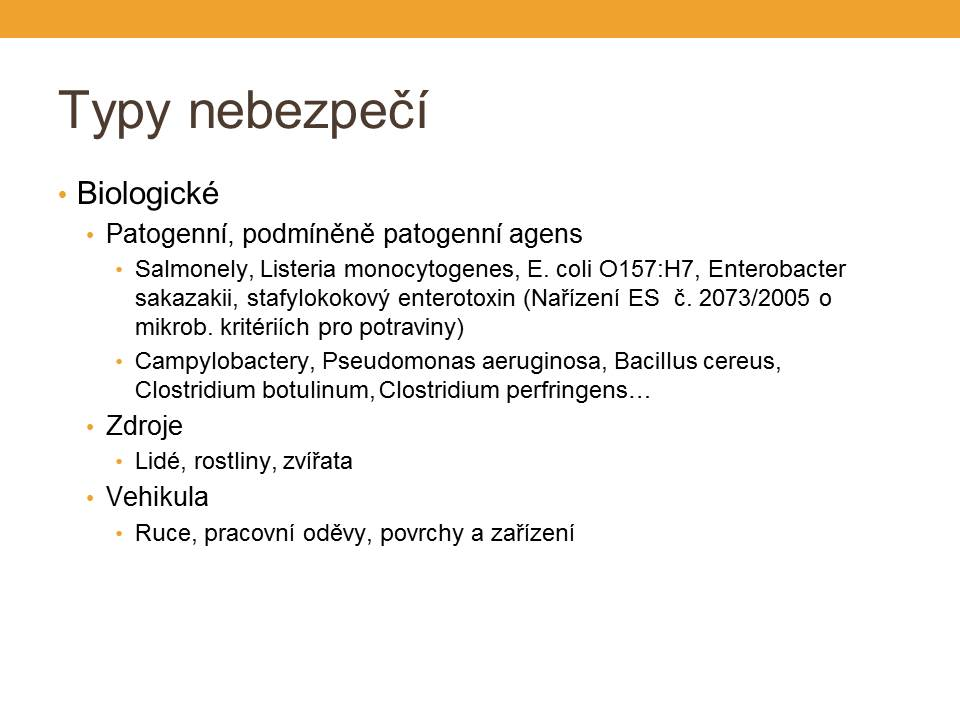 Typy nebezpečí
• Biologické
• Patogenní, podmíněně patogenní agens
• Salmonely, Listeria monocytogenes, E. coli O157:H7, Enterobacter
sakazakii, stafylokokový enterotoxin (Nařízení ES  č. 2073/2005 o
mikrob. kritériích pro potraviny)
• Campylobactery, Pseudomonas aeruginosa, Bacillus cereus,
Clostridium botulinum, Clostridium perfringens…
• Zdroje
• Lidé, rostliny, zvířata
• Vehikula
• Ruce, pracovní oděvy, povrchy a zařízení